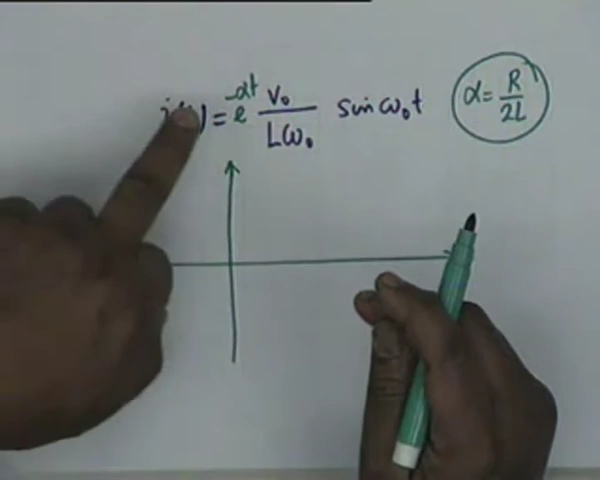 i(t) = e^{-αt} V₀/Lω₀ sin ω₀t α = R/2L